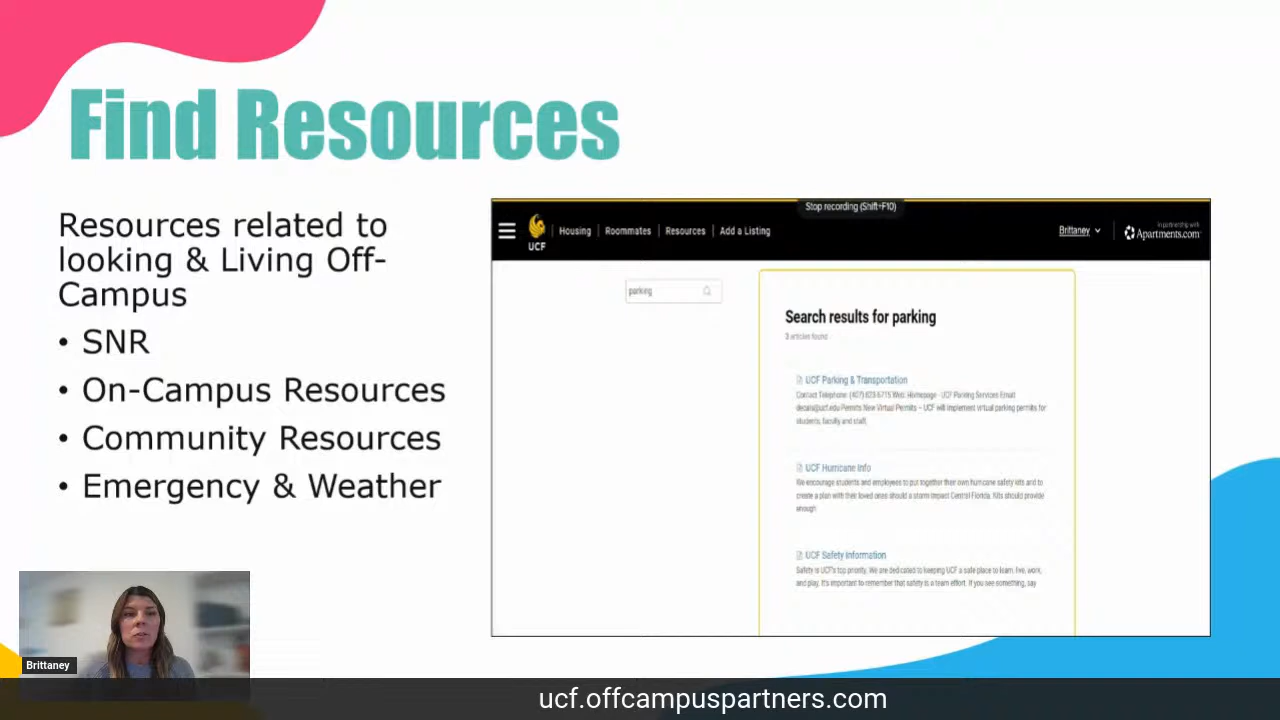 Find Resources
Resources related to
looking & Living Off-
Campus
• SNR
• On-Campus Resources
• Community Resources
• Emergency & Weather
Stop recording (Shift+F10)
UCF
Housing
Roommates
Resources
Add a Listing
Brittaney
In partnership with
Apartments.com
parking
Search results for parking
3 articles found
UCF Parking & Transportation
Contact Telephone: (407) 823-5715 Web: Homepage - UCF Parking Services Email:
Permits New Virtual Permits – UCF will implement virtual parking permits for
students, faculty and staff.
UCF Hurricane Info
We encourage students and employees to put together their own hurricane safety kits and to
create a plan with their loved ones should a storm impact Central Florida. Kits should provide
enough
UCF Safety Information
Safety is UCF's top priority. We are dedicated to keeping UCF a safe place to learn, live, work,
and play. It's important to remember that safety is a team effort. If you see something, say
Brittaney
ucf.offcampuspartners.com